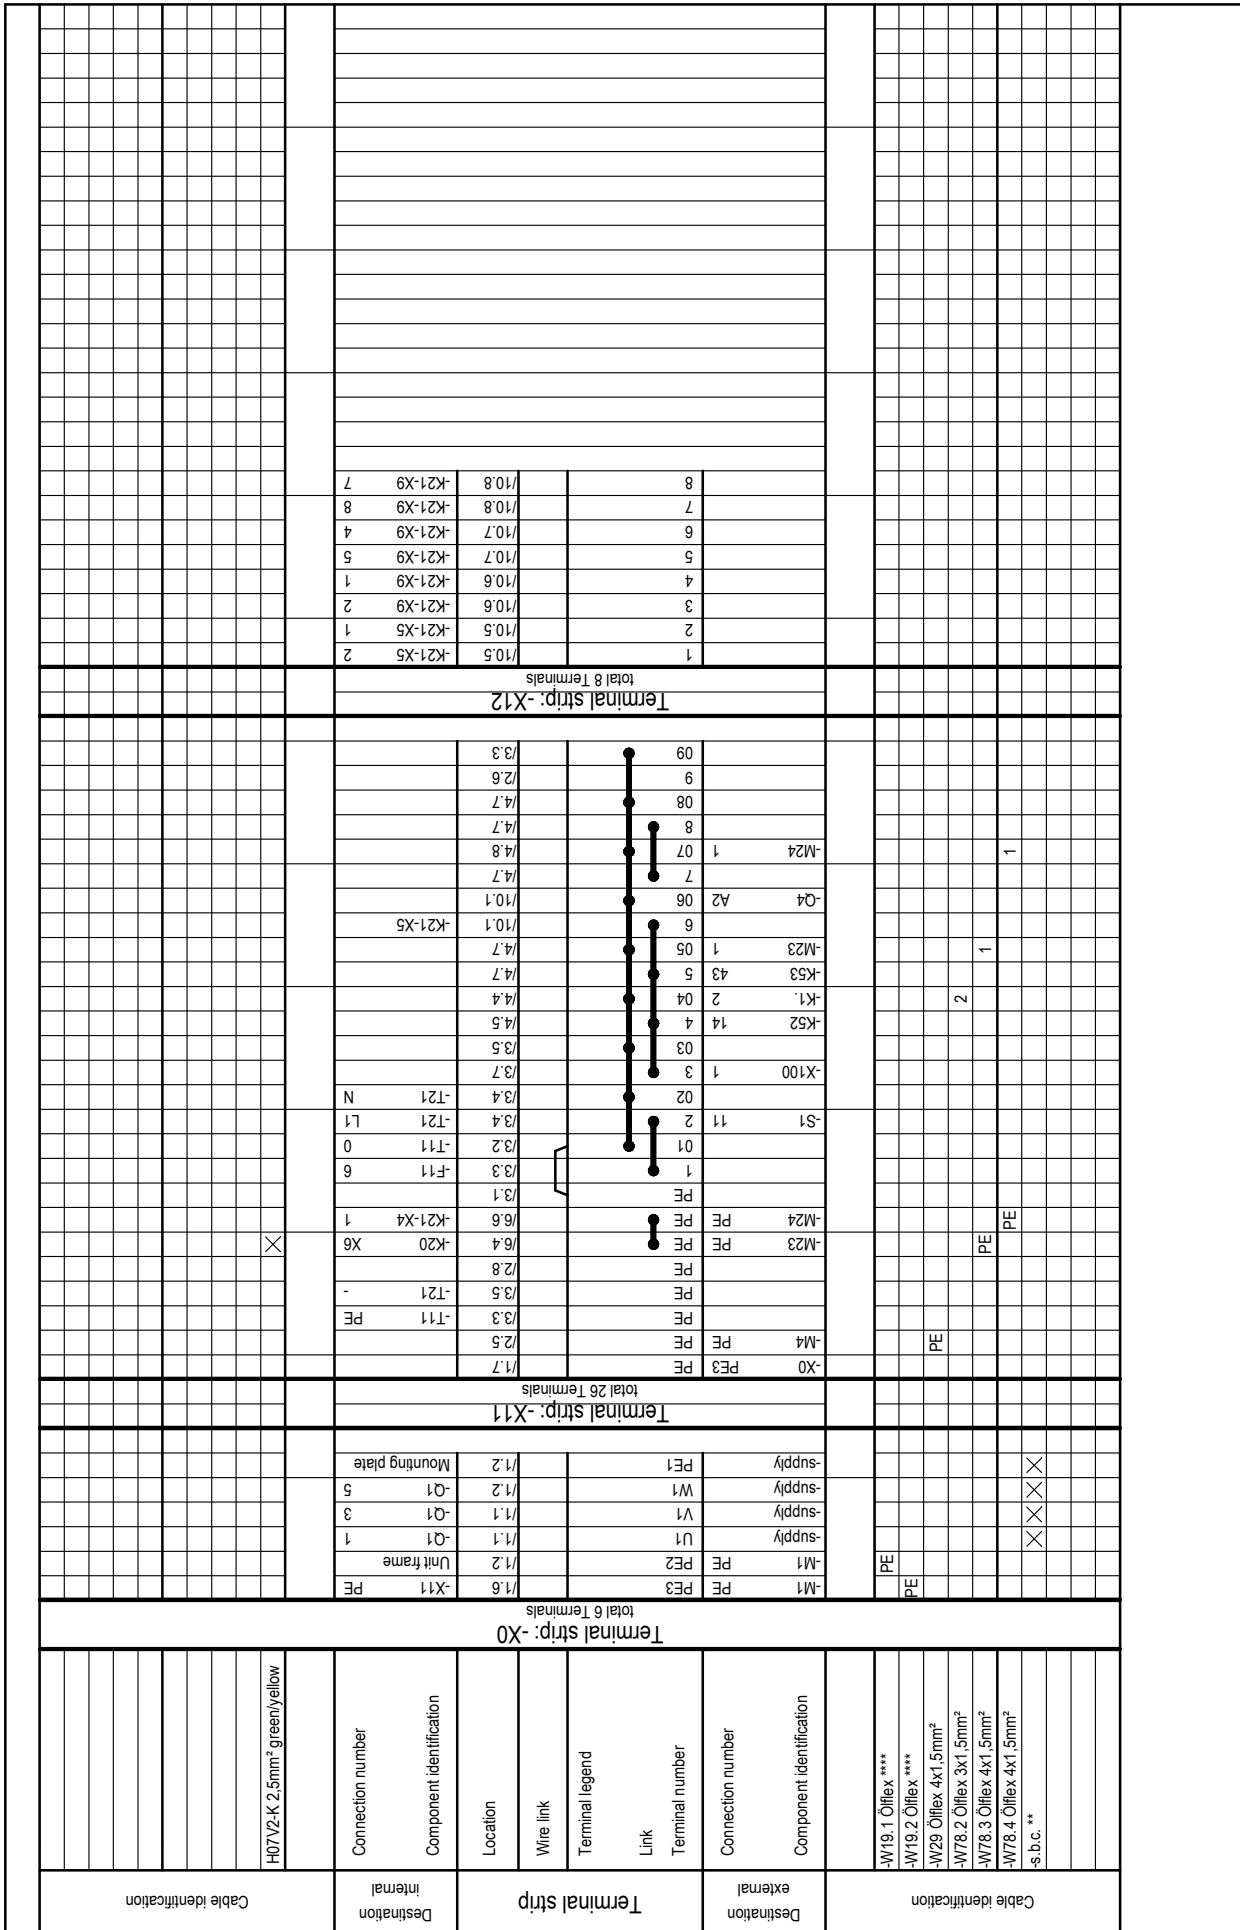 Cable identification
Destination
external
Terminal strip
Destination
internal
Cable identification
-s.b.c. **
-W78.4 Ölflex 4x1,5mm²
-W78.3 Ölflex 4x1,5mm²
-W78.2 Ölflex 3x1,5mm²
-W29 Ölflex 4x1,5mm²
-W19.2 Ölflex ****
-W19.1 Ölflex ****
Component identification
Connection number
Terminal number
Link
Terminal legend
Wire link
Location
Component identification
Connection number
H07V2-K 2,5mm² green/yellow
Terminal strip: -X0
total 6 Terminals
PE -M1 PE PE3 /1.6 -X11 PE
PE -M1 PE PE2 /1.2 Unit frame
-supply U1 /1.1 -Q1 1
-supply V1 /1.1 -Q1 3
-supply W1 /1.2 -Q1 5
-supply PE1 /1.2 Mounting plate
Terminal strip: -X11
total 26 Terminals
-X0 PE3 PE /1.7
PE -M4 PE PE /2.5
PE /3.3 -T11 PE
PE /3.5 -T21 -
PE /2.8
PE -M23 PE PE /6.4 -K20 X6
PE -M24 PE PE /6.6 -K21-X4 1
PE /3.1
1 /3.3 -F11 6
01 /3.2 -T11 0
-S1 11 2 /3.4 -T21 L1
02 /3.4 -T21 N
-X100 1 3 /3.7
03 /3.5
-K52 14 4 /4.5
2 -K1. 2 04 /4.4
-K53 43 5 /4.7
1 -M23 1 05 /4.7
6 /10.1 -K21-X5
-Q4 A2 06 /10.1
7 /4.7
1 -M24 1 07 /4.8
8 /4.7
08 /4.7
9 /2.6
09 /3.3
Terminal strip: -X12
total 8 Terminals
1 /10.5 -K21-X5 2
2 /10.5 -K21-X5 1
3 /10.6 -K21-X9 2
4 /10.6 -K21-X9 1
5 /10.7 -K21-X9 5
6 /10.7 -K21-X9 4
7 /10.8 -K21-X9 8
8 /10.8 -K21-X9 7